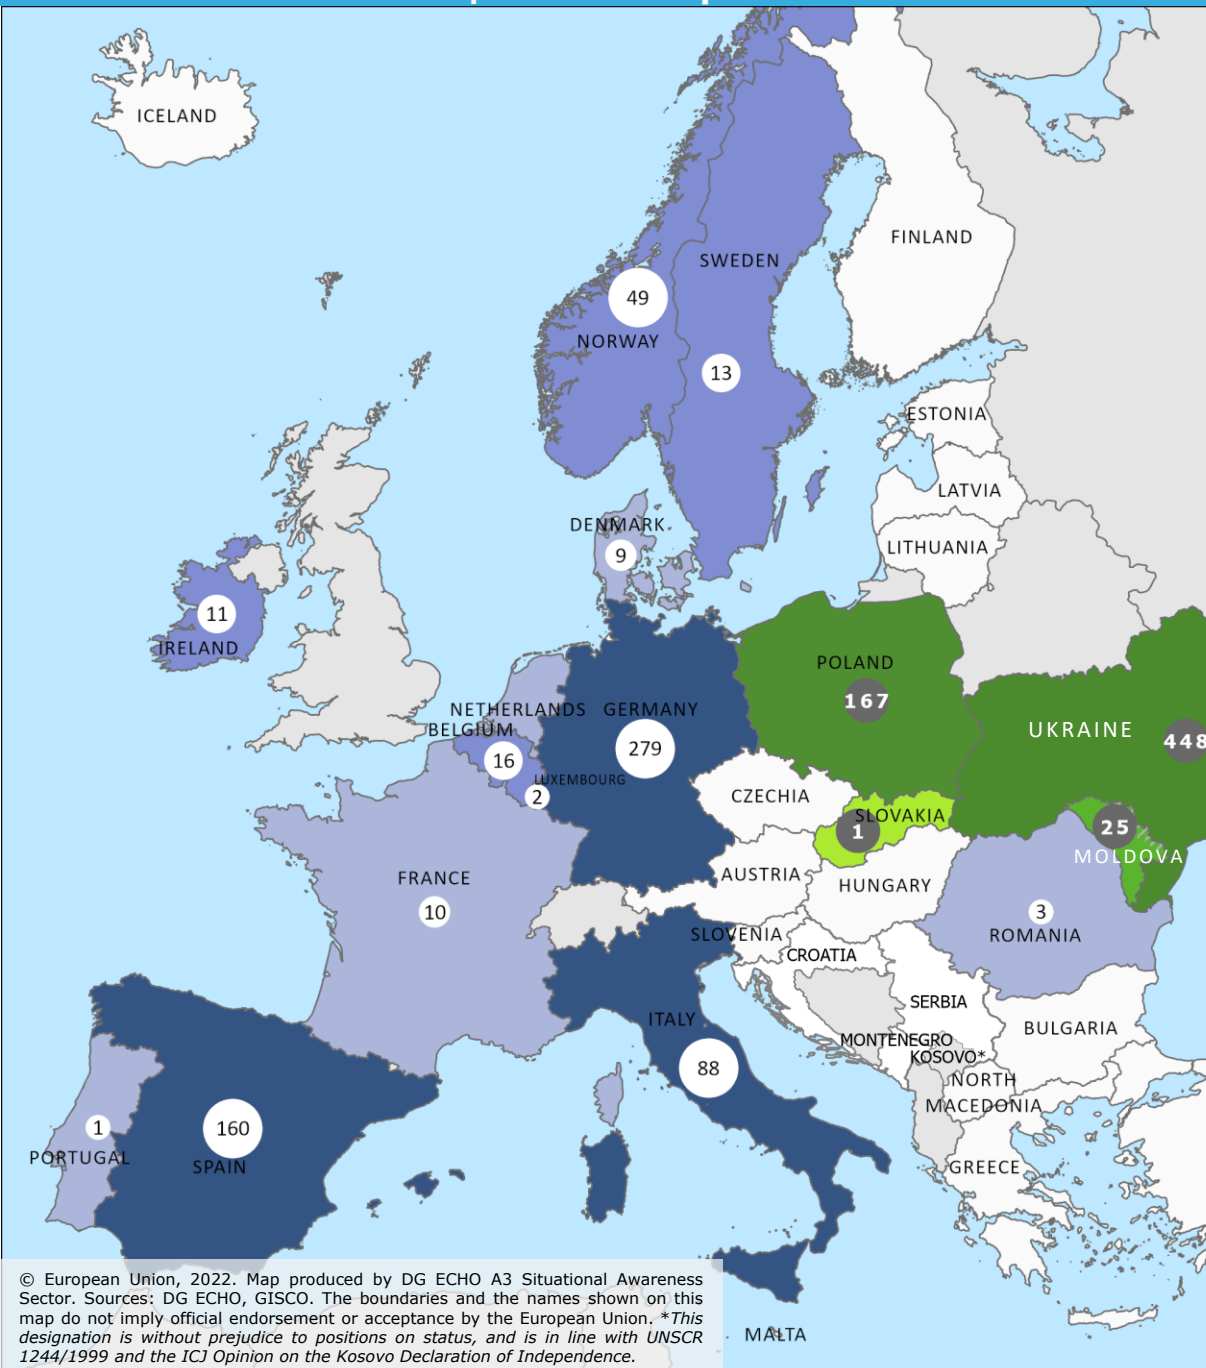 ICELAND
FINLAND
SWEDEN
49
NORWAY
13
ESTONIA
LATVIA
DENMARK
LITHUANIA
9
11
IRELAND
POLAND
167
NETHERLANDS GERMANY
BELGIUM
UKRAINE
448
279
16
LUXEMBOURG
2
CZECHIA
SLOVAKIA
1
25
MOLDOVA
AUSTRIA
FRANCE
HUNGARY
10
3
SLOVENIA
ROMANIA
CROATIA
SERBIA
ITALY
BULGARIA
MONTENEGRO
KOSOVO*
88
NORTH
MACEDONIA
1
160
PORTUGAL
SPAIN
GREECE
© European Union, 2022. Map produced by DG ECHO A3 Situational Awareness
Sector. Sources: DG ECHO, GISCO. The boundaries and the names shown on this
map do not imply official endorsement or acceptance by the European Union. *This
designation is without prejudice to positions on status, and is in line with UNSCR
1244/1999 and the ICJ Opinion on the Kosovo Declaration of Independence.
MALTA